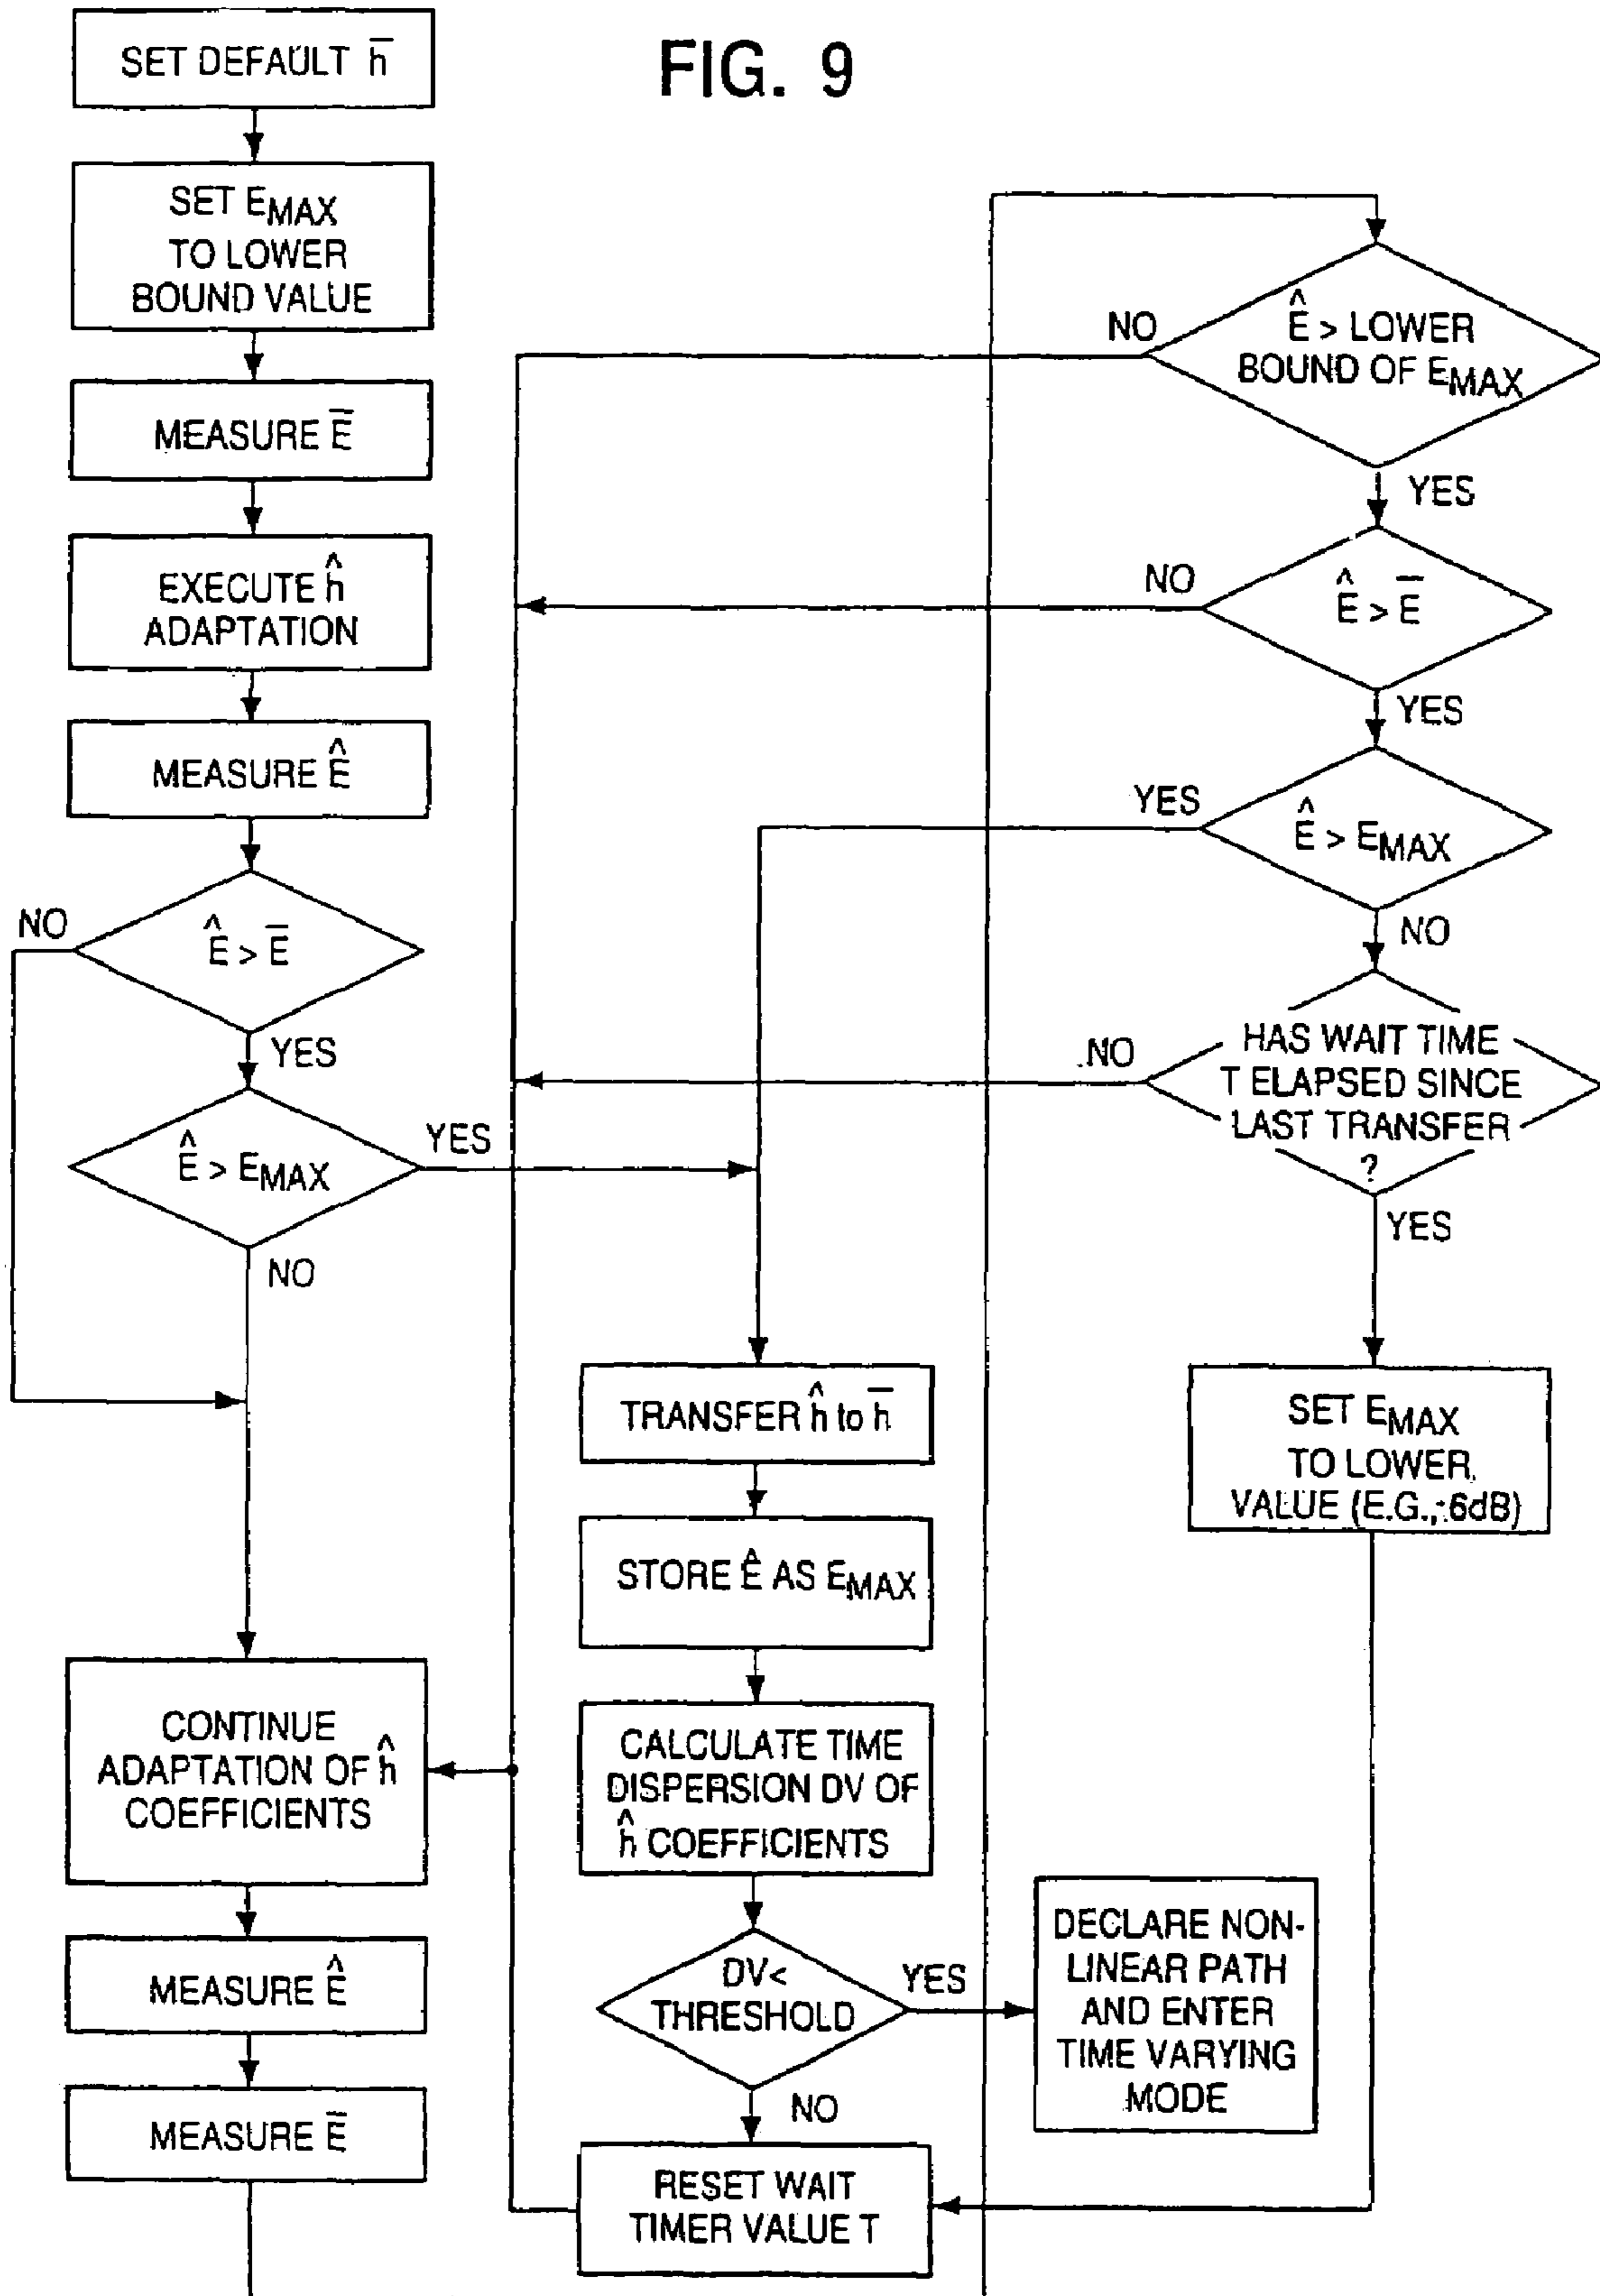 FIG. 9
SET DEFAULT h̅
SET EMAX
TO LOWER
BOUND VALUE
MEASURE E̅
EXECUTE ĥ
ADAPTATION
MEASURE Ê
Ê > E̅
NO
YES
Ê > EMAX
YES
NO
CONTINUE
ADAPTATION OF ĥ
COEFFICIENTS
MEASURE Ê
MEASURE E̅
TRANSFER ĥ to h̅
STORE Ê AS EMAX
CALCULATE TIME
DISPERSION DV OF
ĥ COEFFICIENTS
DV<
THRESHOLD
YES
NO
DECLARE NON-
LINEAR PATH
AND ENTER
TIME VARYING
MODE
RESET WAIT
TIMER VALUE T
Ê > LOWER
BOUND OF EMAX
NO
YES
Ê > E̅
NO
YES
Ê > EMAX
YES
NO
HAS WAIT TIME
T ELAPSED SINCE
LAST TRANSFER
?
NO
YES
SET EMAX
TO LOWER
VALUE (E.G., 6dB)